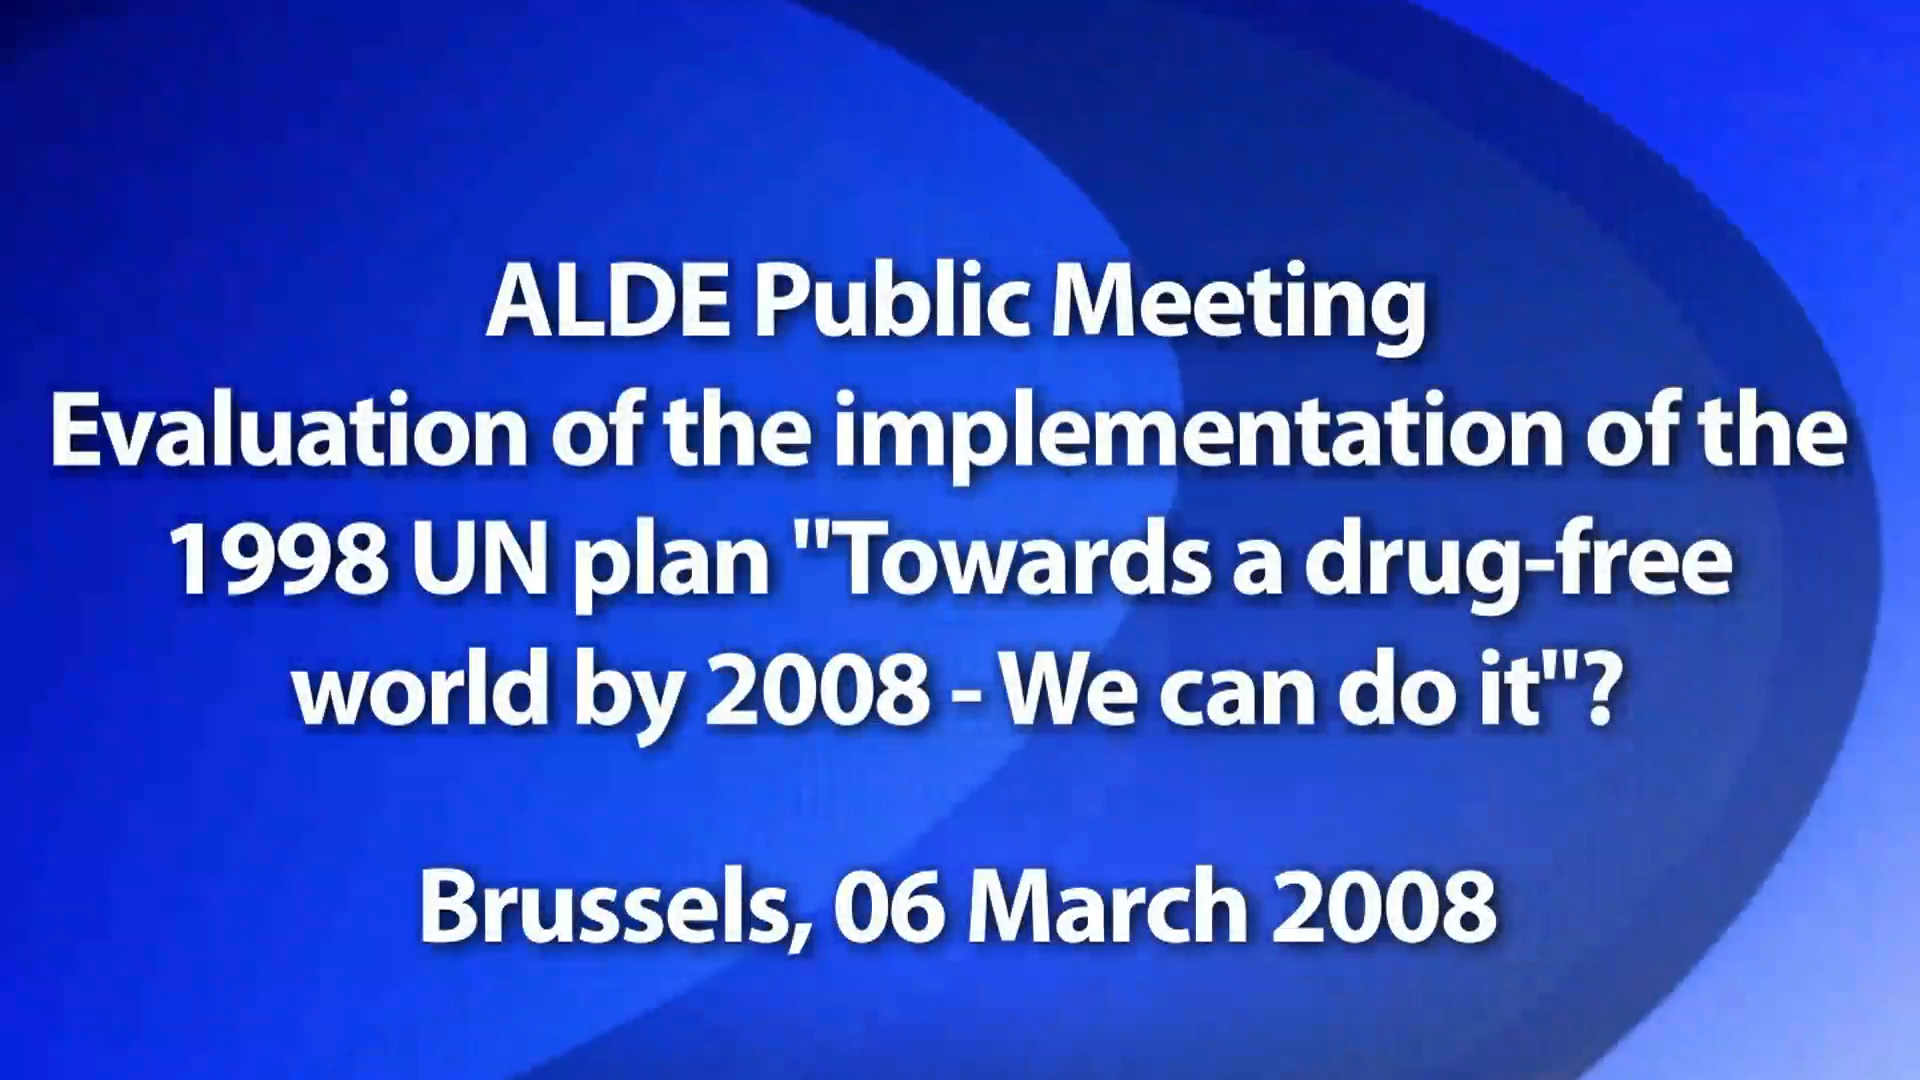 ALDE Public Meeting
Evaluation of the implementation of the
1998 UN plan "Towards a drug-free
world by 2008 - We can do it"?
Brussels, 06 March 2008